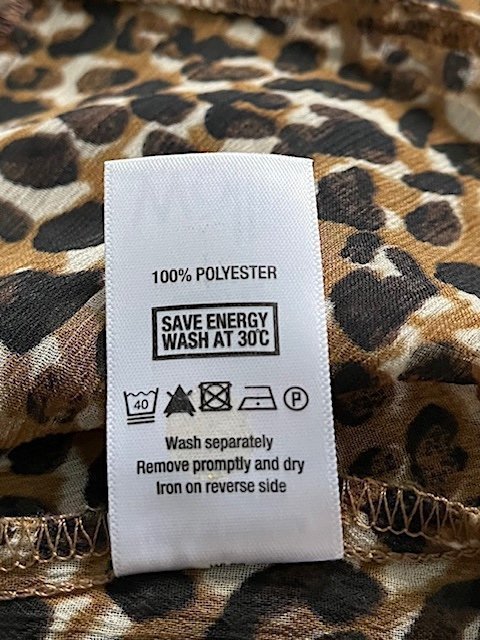 100% POLYESTER
SAVE ENERGY
WASH AT 30°C
40 P
Wash separately
Remove promptly and dry
Iron on reverse side